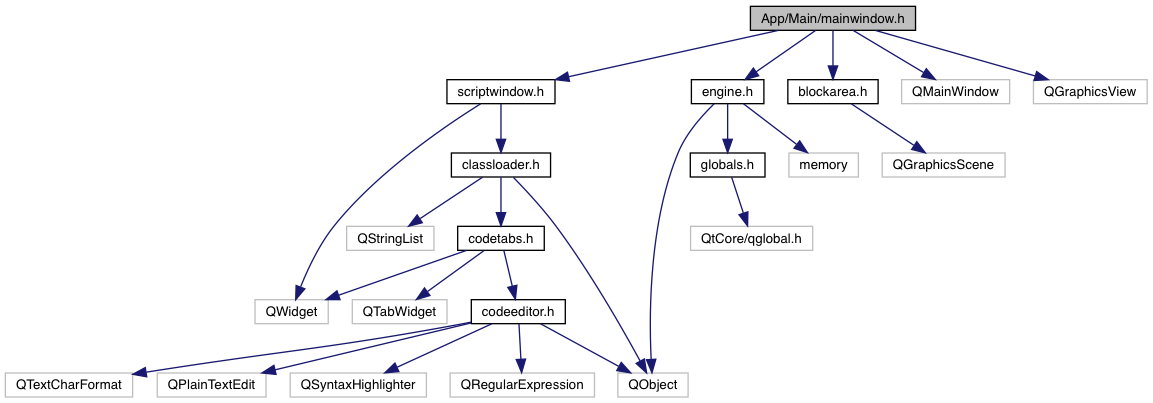 App/Main/mainwindow.h
scriptwindow.h
engine.h
blockarea.h
QMainWindow
QGraphicsView
classloader.h
globals.h
memory
QGraphicsScene
QStringList
codetabs.h
QtCore/qglobal.h
QWidget
QTabWidget
codeeditor.h
QTextCharFormat
QPlainTextEdit
QSyntaxHighlighter
QRegularExpression
QObject